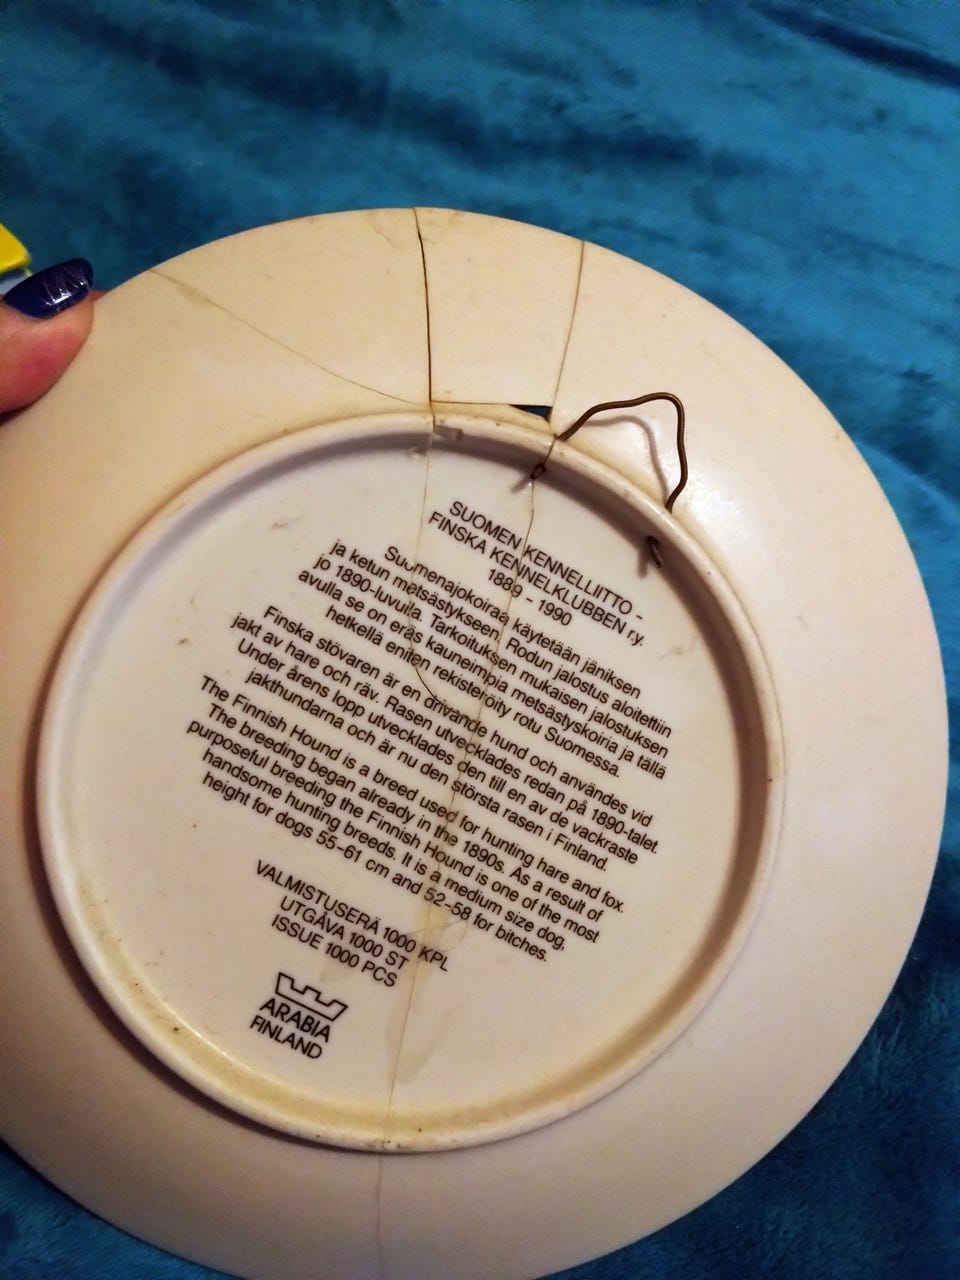 SUOMEN KENNELLIITTO -
FINSKA KENNELKLUBBEN r.y.
1889 - 1990
Suomenajokoiraa käytetään jäniksen
ja ketun metsästykseen. Rodun jalostus aloitettiin
jo 1890-luvulla. Tarkoituksen mukaisen jalostuksen
avulla se on eräs kauneimpia metsästyskoiria ja tällä
hetkellä eniten rekisteröity rotu Suomessa.
Finska stövaren är en drivande hund och användes vid
jakt av hare och räv. Rasen utvecklades redan på 1890-talet.
Under årens lopp utvecklades den till en av de vackraste
jakthundarna och är nu den största rasen i Finland.
The Finnish Hound is a breed used for hunting hare and fox.
The breeding began already in the 1890s. As a result of
purposeful breeding the Finnish Hound is one of the most
handsome hunting breeds. It is a medium size dog,
height for dogs 55-61 cm and 52-58 for bitches.
VALMISTUSERÄ 1000 KPL
UTGÅVA 1000 ST
ISSUE 1000 PCS
ARABIA
FINLAND